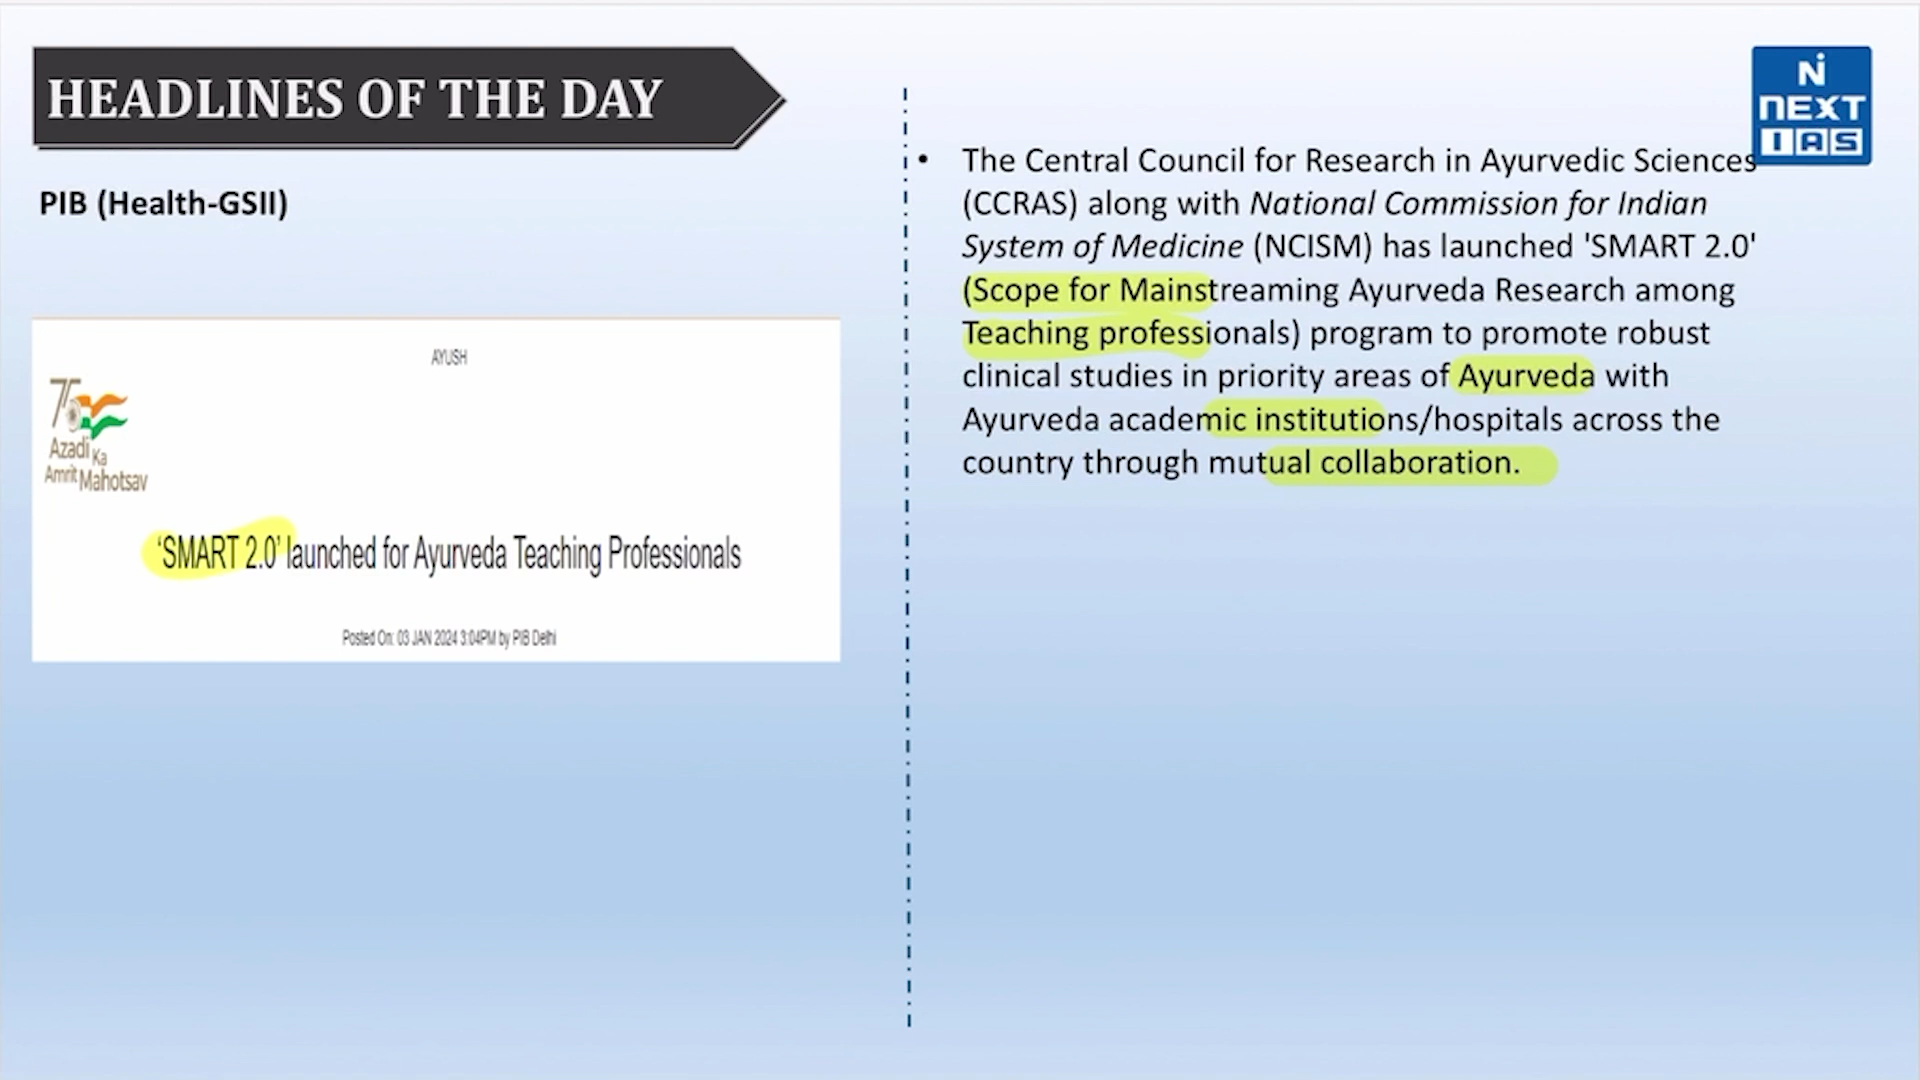 HEADLINES OF THE DAY
PIB (Health-GSII)
AYUSH
75
Azadi
Ka
Amrit Mahotsav
‘SMART 2.0’ launched for Ayurveda Teaching Professionals
Posted On: 03 JAN 2024 3:04PM by PIB Delhi
N
NEXT
IAS
• The Central Council for Research in Ayurvedic Sciences
(CCRAS) along with National Commission for Indian
System of Medicine (NCISM) has launched 'SMART 2.0'
(Scope for Mainstreaming Ayurveda Research among
Teaching professionals) program to promote robust
clinical studies in priority areas of Ayurveda with
Ayurveda academic institutions/hospitals across the
country through mutual collaboration.